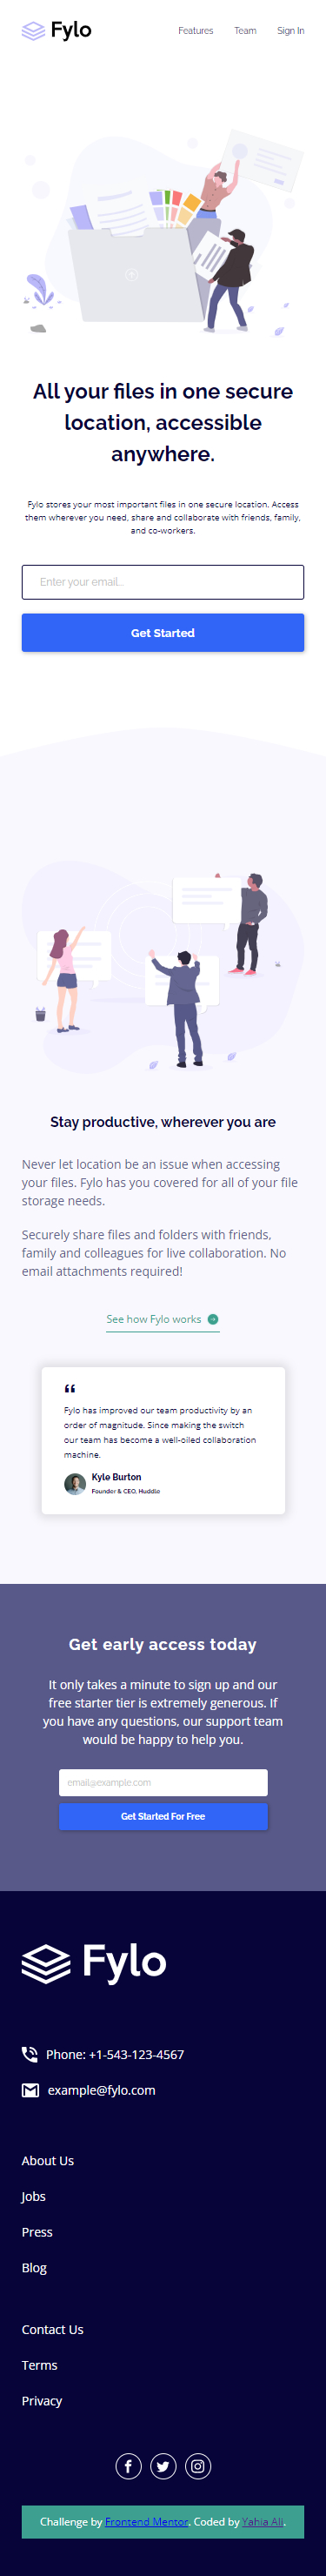 Fylo
Features Team Sign In
All your files in one secure
location, accessible
anywhere.
Fylo stores your most important files in one secure location. Access
them wherever you need, share and collaborate with friends, family,
and co-workers.
Enter your email...
Get Started
Stay productive, wherever you are
Never let location be an issue when accessing
your files. Fylo has you covered for all of your file
storage needs.
Securely share files and folders with friends,
family and colleagues for live collaboration. No
email attachments required!
See how Fylo works
“
Fylo has improved our team productivity by an
order of magnitude. Since making the switch
our team has become a well-oiled collaboration
machine.
Kyle Burton
Founder & CEO, Huddle
Get early access today
It only takes a minute to sign up and our
free starter tier is extremely generous. If
you have any questions, our support team
would be happy to help you.
email@example.com
Get Started For Free
Fylo
Phone: +1-543-123-4567
example@fylo.com
About Us
Jobs
Press
Blog
Contact Us
Terms
Privacy
Challenge by Frontend Mentor. Coded by Yahia Ali.